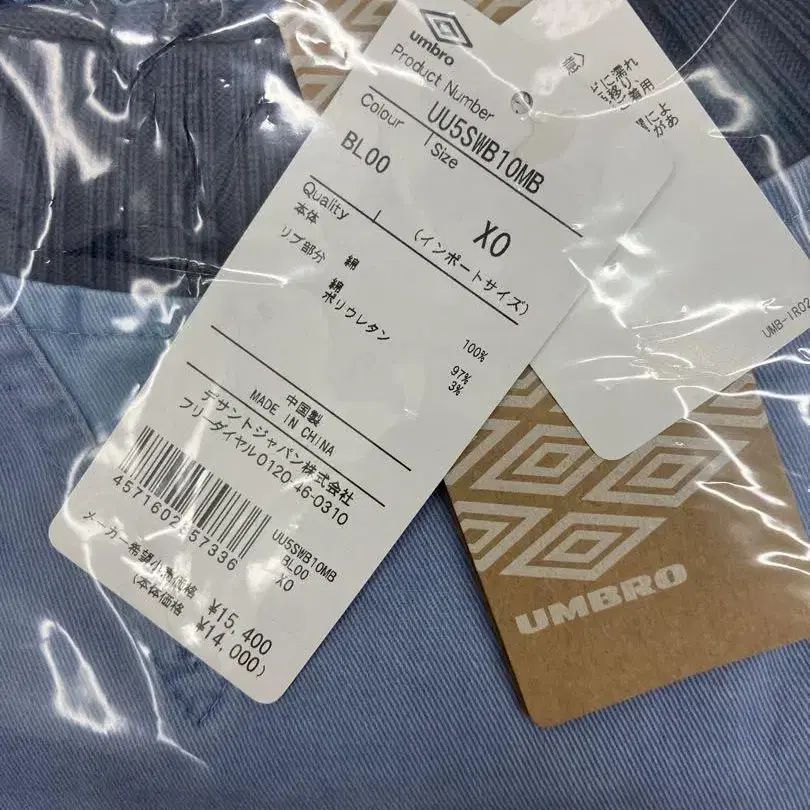 umbro
Product Number
UU5SWB10MB
Colour
Size
BL00
XO
(インポートサイズ)
Quality
本体
綿
100%
リブ部分
綿
97%
ポリウレタン
3%
中国製
MADE IN CHINA
デサントジャパン株式会社
フリーダイヤル0120-46-0310
UU5SWB10MB
BL00
XO
メーカー希望小売価格 ¥15,400
(本体価格 ¥14,000)
UMB-IR02
UMBRO